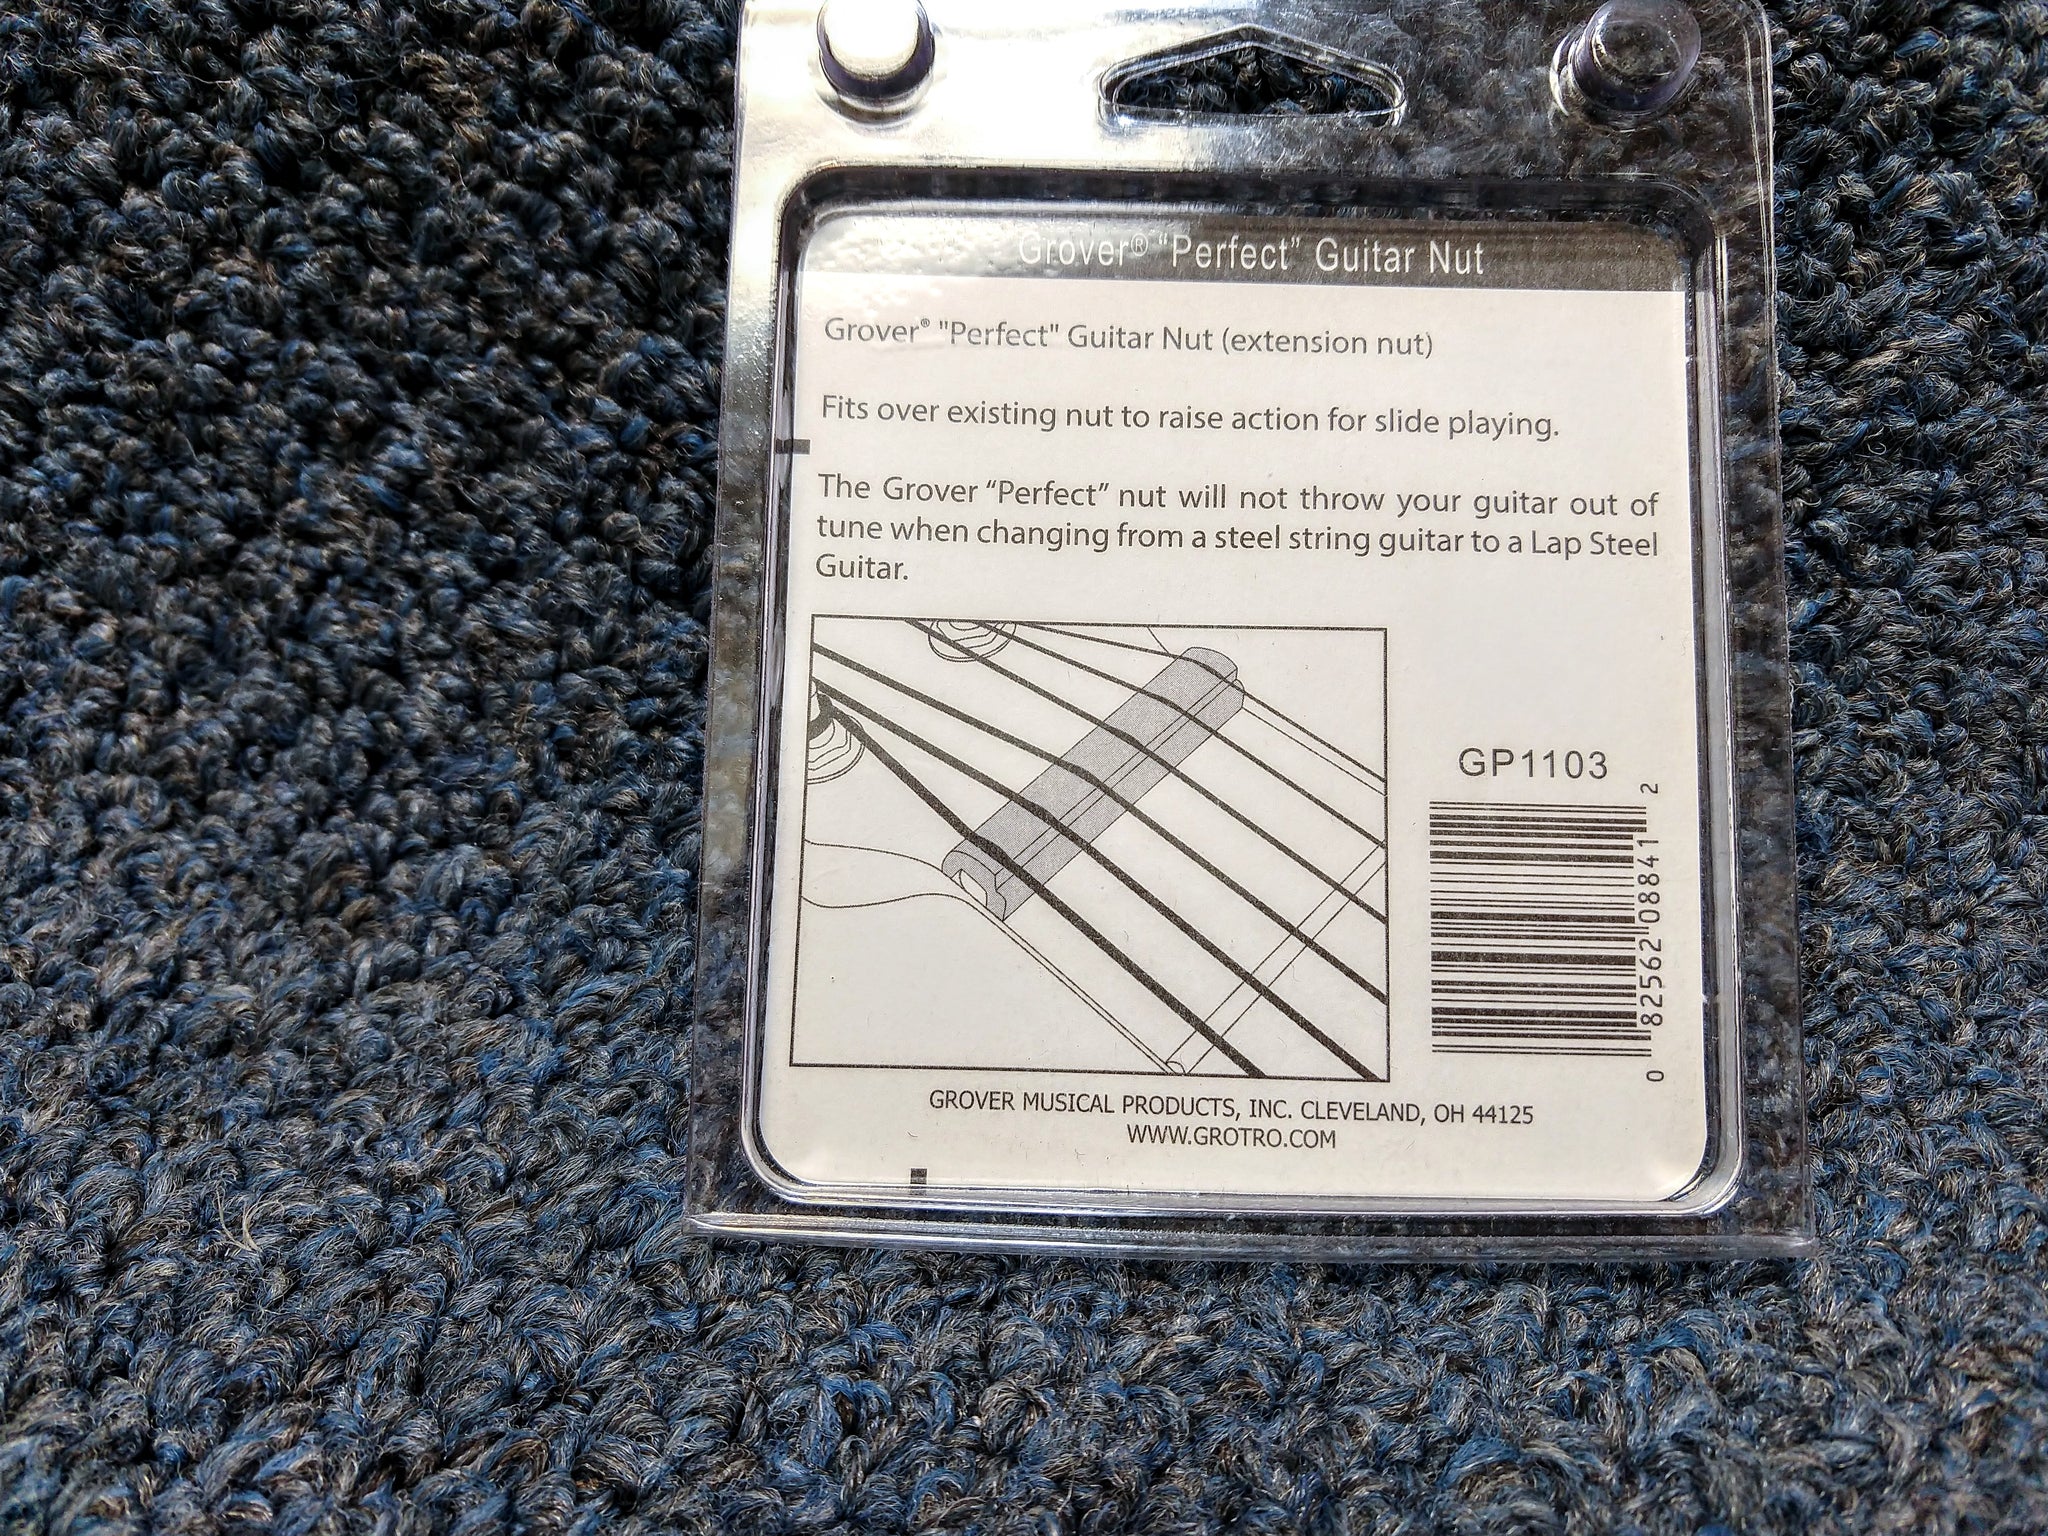 Grover® “Perfect” Guitar Nut
Grover® "Perfect" Guitar Nut (extension nut)
Fits over existing nut to raise action for slide playing.
The Grover “Perfect” nut will not throw your guitar out of
tune when changing from a steel string guitar to a Lap Steel
Guitar.
GP1103
0 82562 08841 2
GROVER MUSICAL PRODUCTS, INC. CLEVELAND, OH 44125
WWW.GROTRO.COM